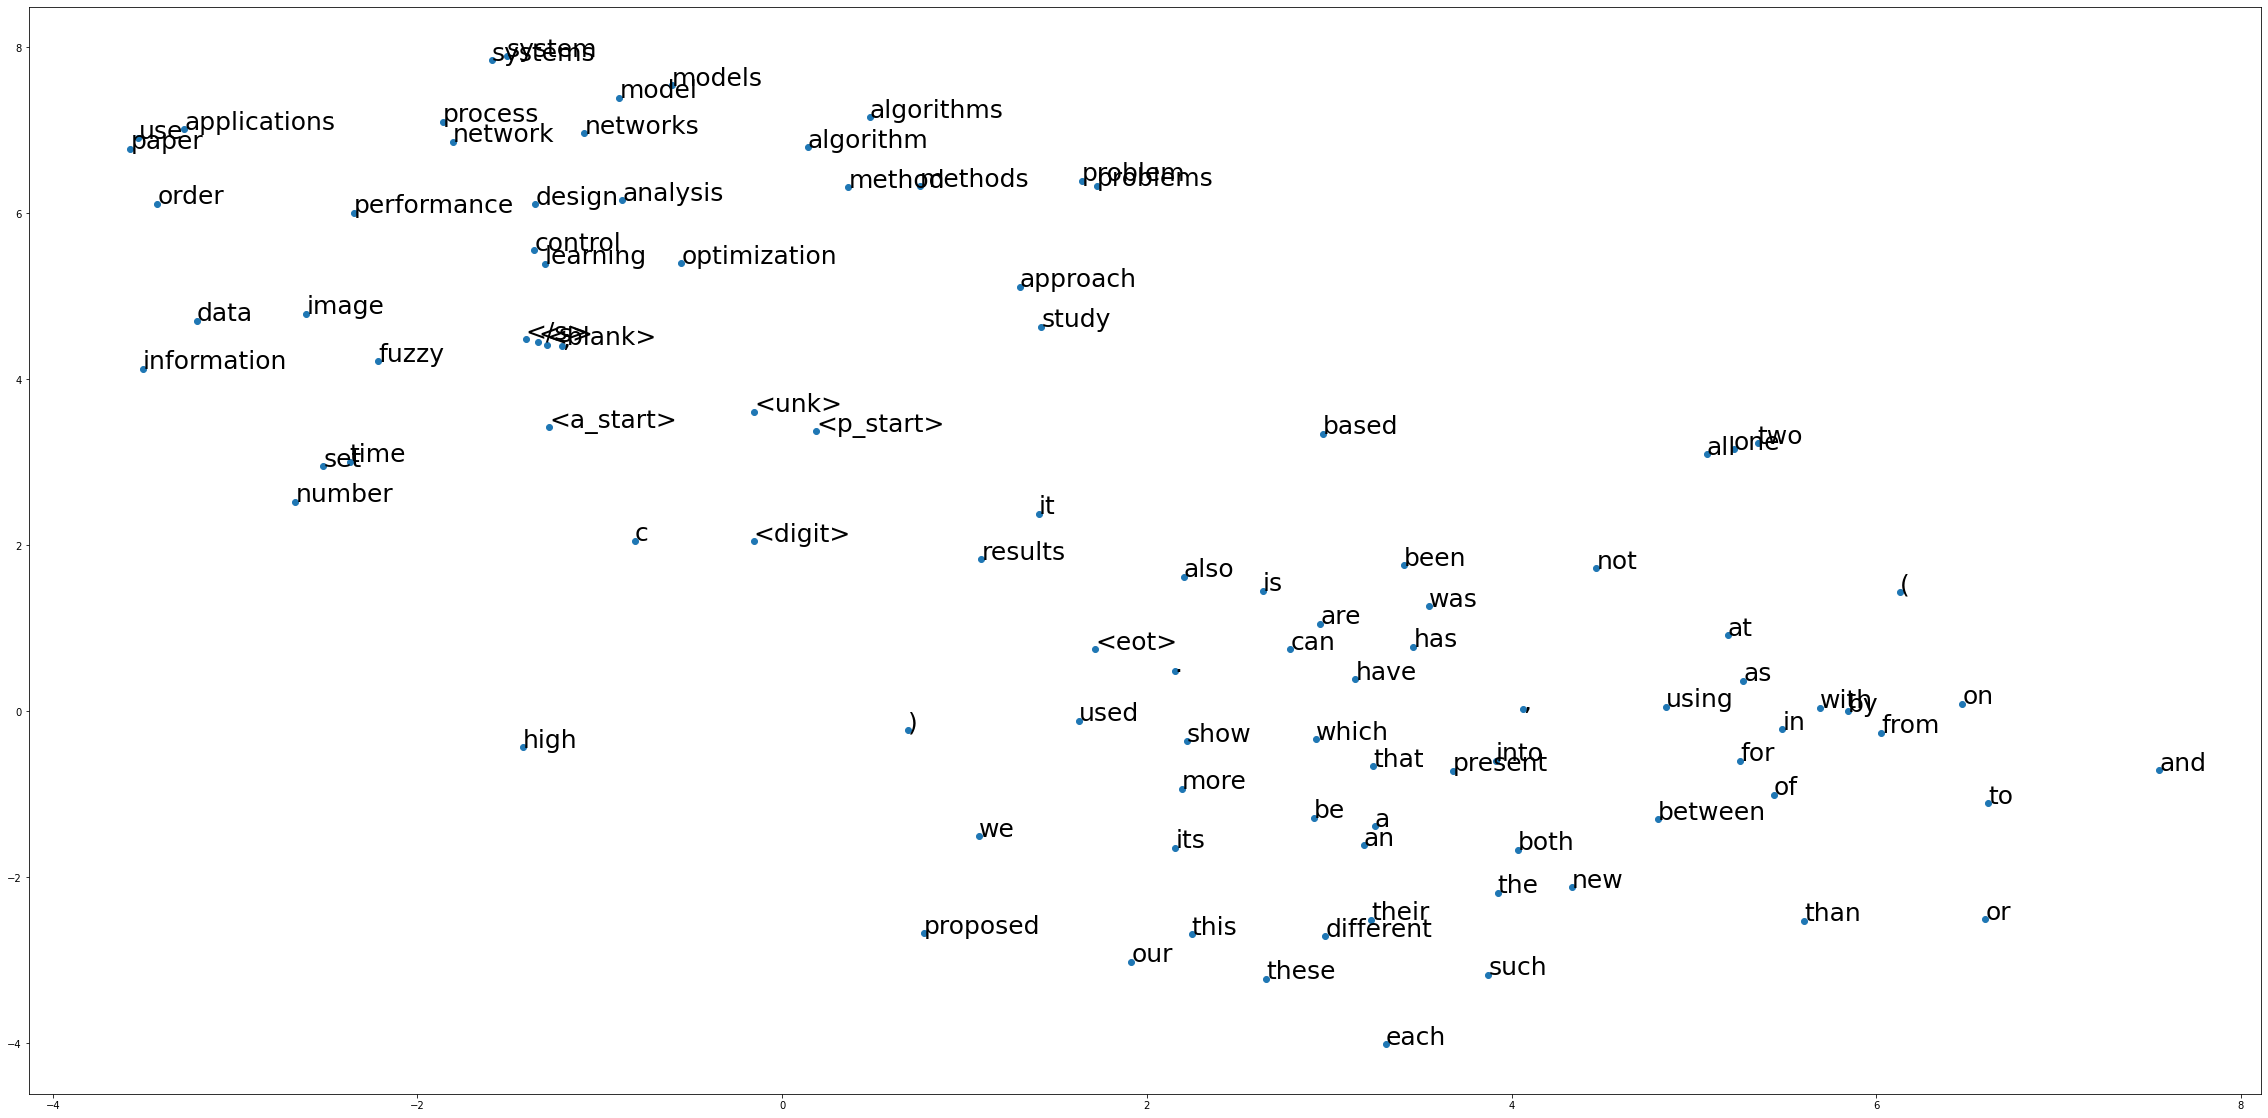 8
system
systems
models
model
algorithms
process
applications
use
networks
network
paper
algorithm
problem
method
methods
problems
order
performance
design
analysis
6
control
learning
optimization
approach
data
image
study
</s>
<blank>
information
fuzzy
4
<a_start>
<unk>
<p_start>
based
all
one
two
set
time
number
it
c
<digit>
2
results
also
is
been
not
(
are
was
at
<eot>
can
has
.
have
as
0
)
used
,
using
with
by
on
high
show
which
in
from
that
present
into
for
and
more
of
to
be
between
we
a
its
an
both
−2
the
new
proposed
this
their
different
than
or
our
these
such
−4
each
−4
−2
0
2
4
6
8